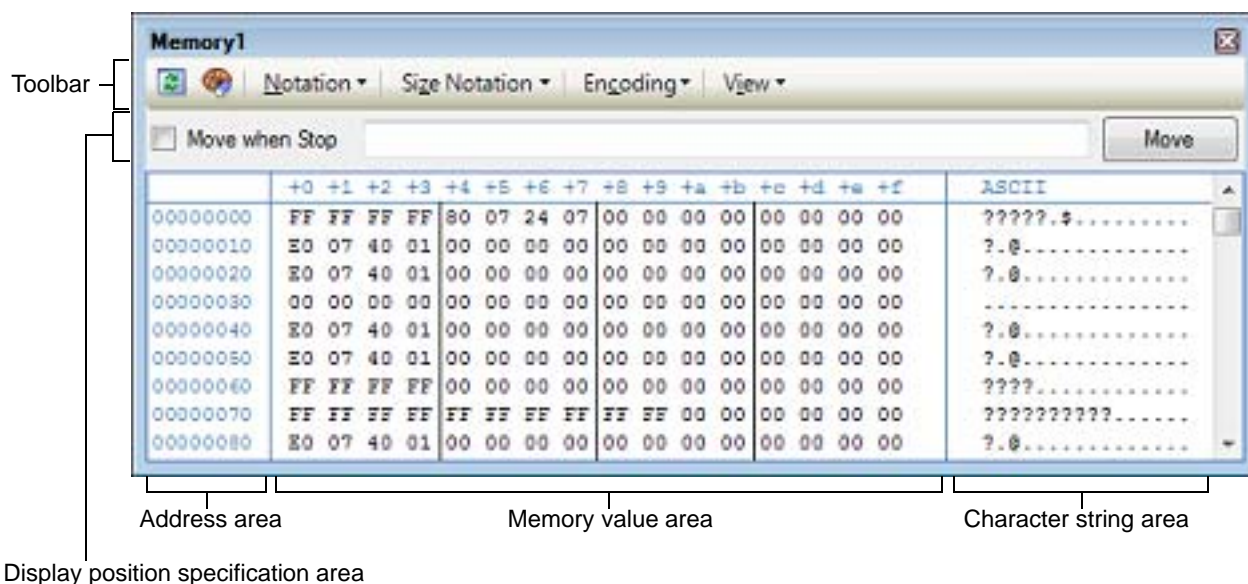 Memory1
Toolbar
Notation Size Notation Encoding View
Move when Stop Move
+0 +1 +2 +3 +4 +5 +6 +7 +8 +9 +a +b +c +d +e +f ASCII
00000000 FF FF FF FF 80 07 24 07 00 00 00 00 00 00 00 00 ?????.$.........
00000010 E0 07 40 01 00 00 00 00 00 00 00 00 00 00 00 00 ?.@.............
00000020 E0 07 40 01 00 00 00 00 00 00 00 00 00 00 00 00 ?.@.............
00000030 00 00 00 00 00 00 00 00 00 00 00 00 00 00 00 00 ................
00000040 E0 07 40 01 00 00 00 00 00 00 00 00 00 00 00 00 ?.@.............
00000050 E0 07 40 01 00 00 00 00 00 00 00 00 00 00 00 00 ?.@.............
00000060 FF FF FF FF 00 00 00 00 00 00 00 00 00 00 00 00 ????............
00000070 FF FF FF FF FF FF FF FF FF FF 00 00 00 00 00 00 ??????????......
00000080 E0 07 40 01 00 00 00 00 00 00 00 00 00 00 00 00 ?.@.............
Address area Memory value area Character string area
Display position specification area